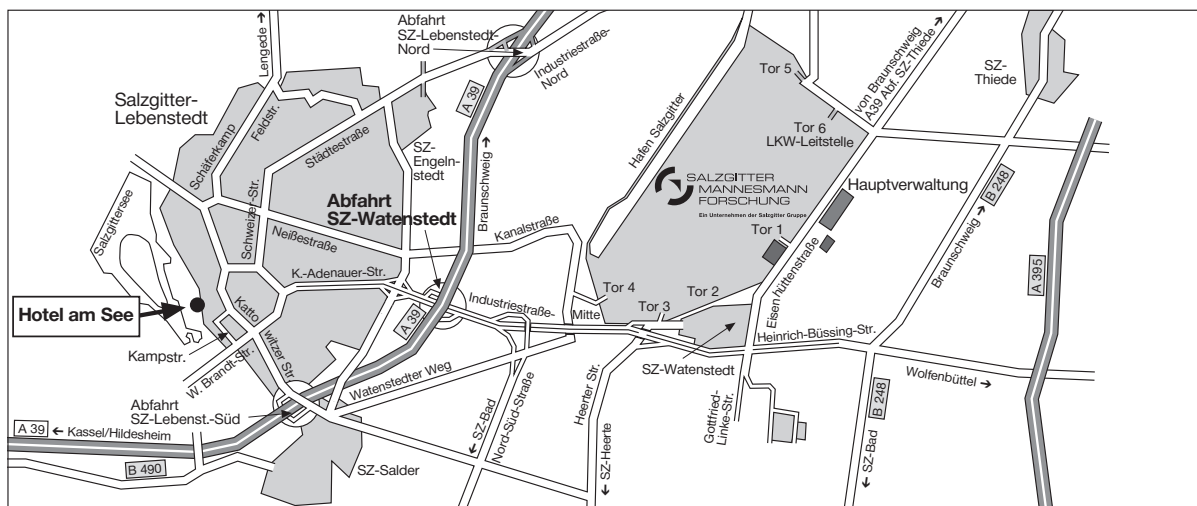 Abfahrt
SZ-Lebenstedt-
Nord
Lengede →
Industriestraße-
Nord
A 39
Tor 5
von Braunschweig
A39 Abf. SZ-Thiede →
SZ-
Thiede
Salzgitter-
Lebenstedt
Schäferkamp
Feldstr.
Städtestraße
SZ-
Engeln-
stedt
Braunschweig →
Hafen Salzgitter
Tor 6
LKW-Leitstelle
B 248
SALZGITTER
MANNESMANN
FORSCHUNG
Ein Unternehmen der Salzgitter Gruppe
Hauptverwaltung
Abfahrt
SZ-Watenstedt
Salzgittersee
Schweizer-Str.
Neißestraße
Kanalstraße
Tor 1
Braunschweig →
A 395
K.-Adenauer-Str.
Eisenhüttenstraße
Hotel am See
Katto
witzer Str
A 39
Industriestraße-
Mitte
Tor 4
Tor 3
Tor 2
Heinrich-Büssing-Str.
Kampstr.
W. Brandt-Str.
Watenstedter Weg
SZ-Watenstedt
Wolfenbüttel →
Abfahrt
SZ-Lebenst.-Süd
Heerter Str.
Gottfried-
Linke-Str.
B 248
A 39
← Kassel/Hildesheim
← SZ-Bad
Nord-Süd-Straße
← SZ-Heerte
← SZ-Bad
B 490
SZ-Salder